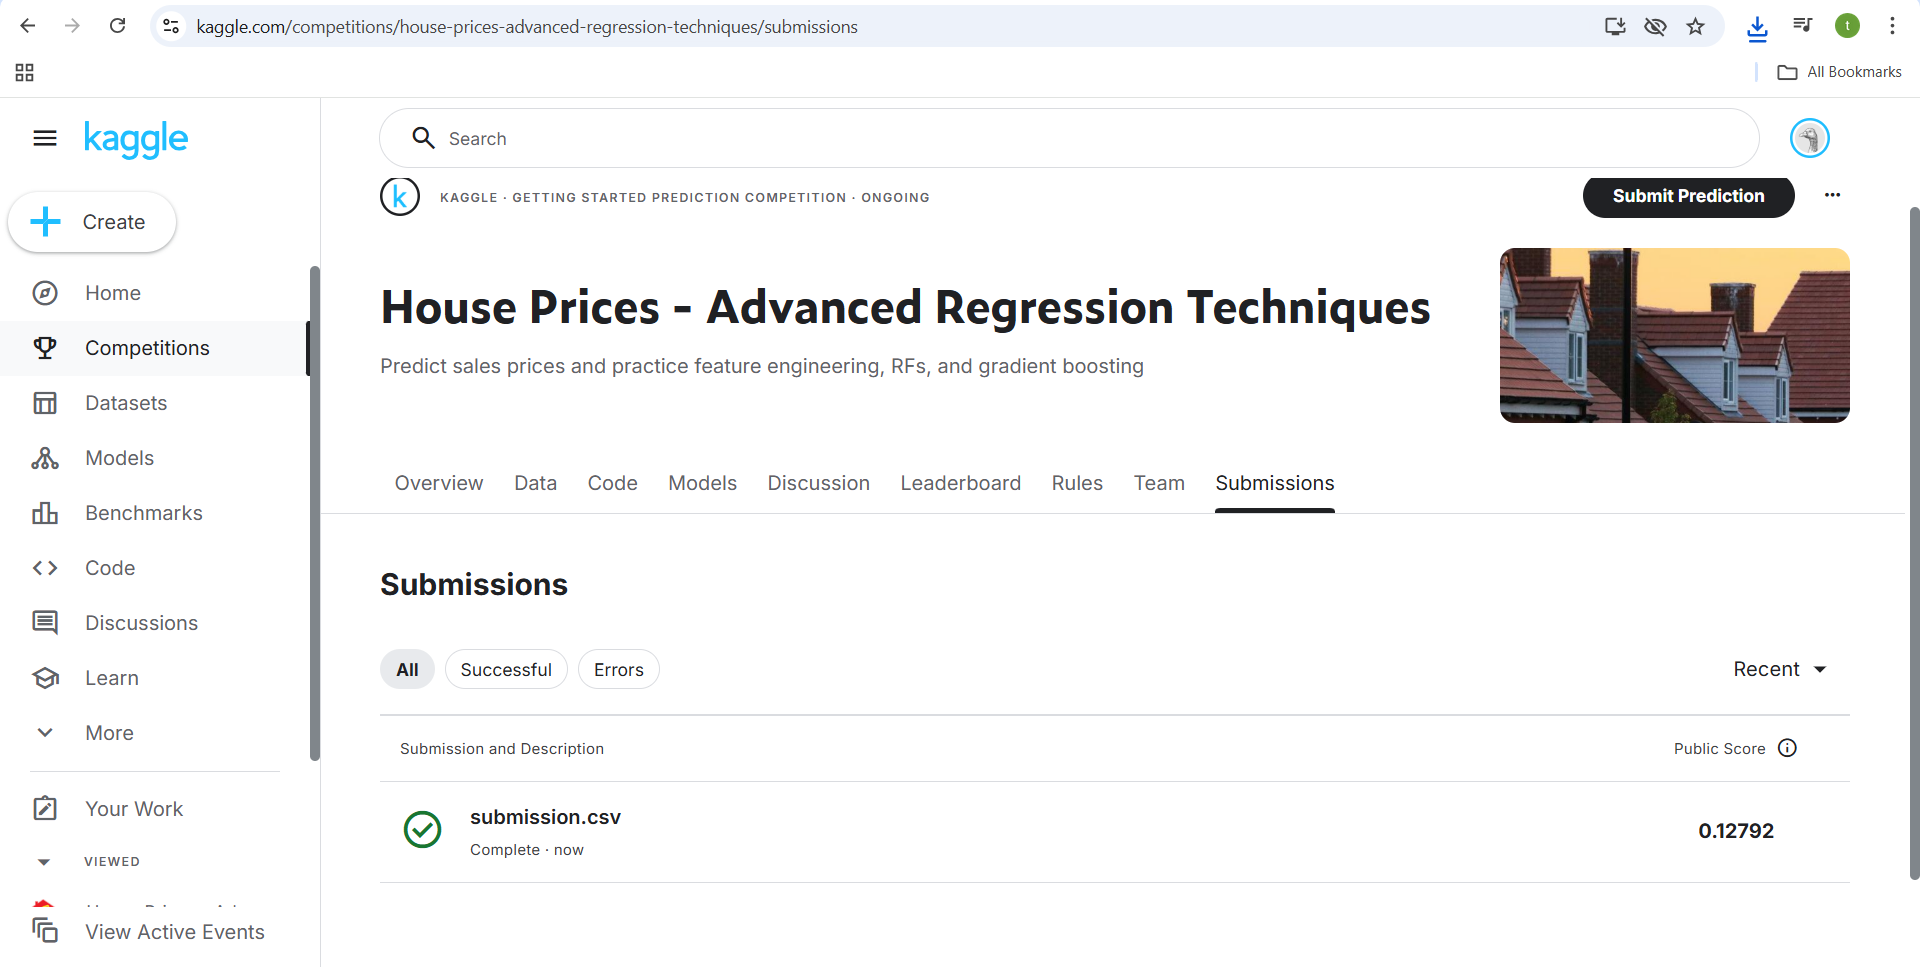 kaggle.com/competitions/house-prices-advanced-regression-techniques/submissions
t
All Bookmarks
kaggle
Search
Create
KAGGLE · GETTING STARTED PREDICTION COMPETITION · ONGOING
Submit Prediction
Home
Competitions
Datasets
Models
Benchmarks
Code
Discussions
Learn
More
Your Work
VIEWED
View Active Events
House Prices - Advanced Regression Techniques
Predict sales prices and practice feature engineering, RFs, and gradient boosting
Overview Data Code Models Discussion Leaderboard Rules Team Submissions
Submissions
All Successful Errors
Recent
Submission and Description Public Score
submission.csv
Complete · now
0.12792